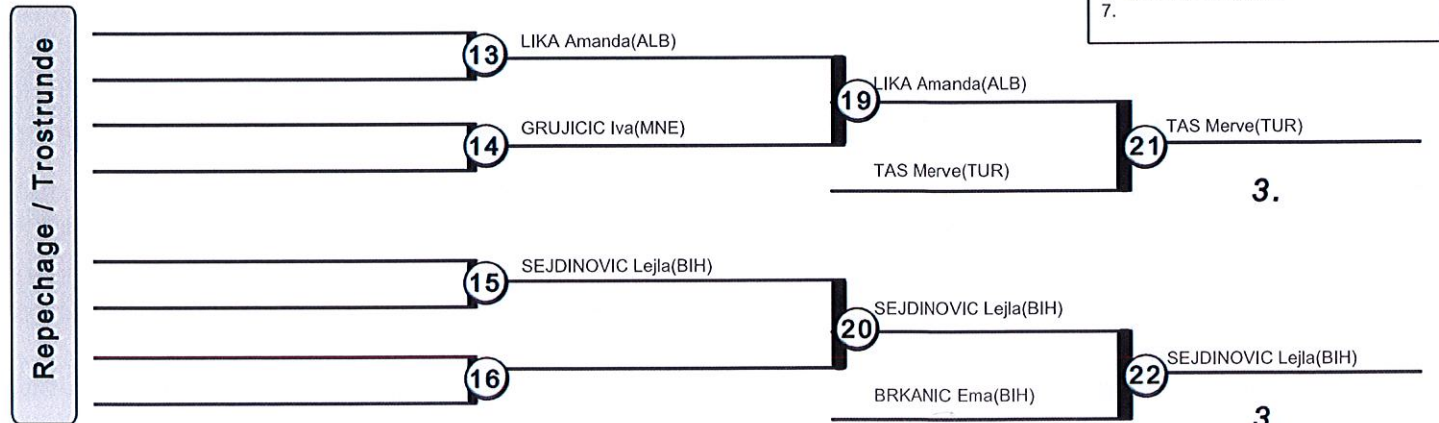 7.
Repechage / Trostrunde
13
LIKA Amanda(ALB)
14
GRUJICIC Iva(MNE)
19
LIKA Amanda(ALB)
TAS Merve(TUR)
21
TAS Merve(TUR)
3.
15
SEJDINOVIC Lejla(BIH)
16
20
SEJDINOVIC Lejla(BIH)
BRKANIC Ema(BIH)
22
SEJDINOVIC Lejla(BIH)
3